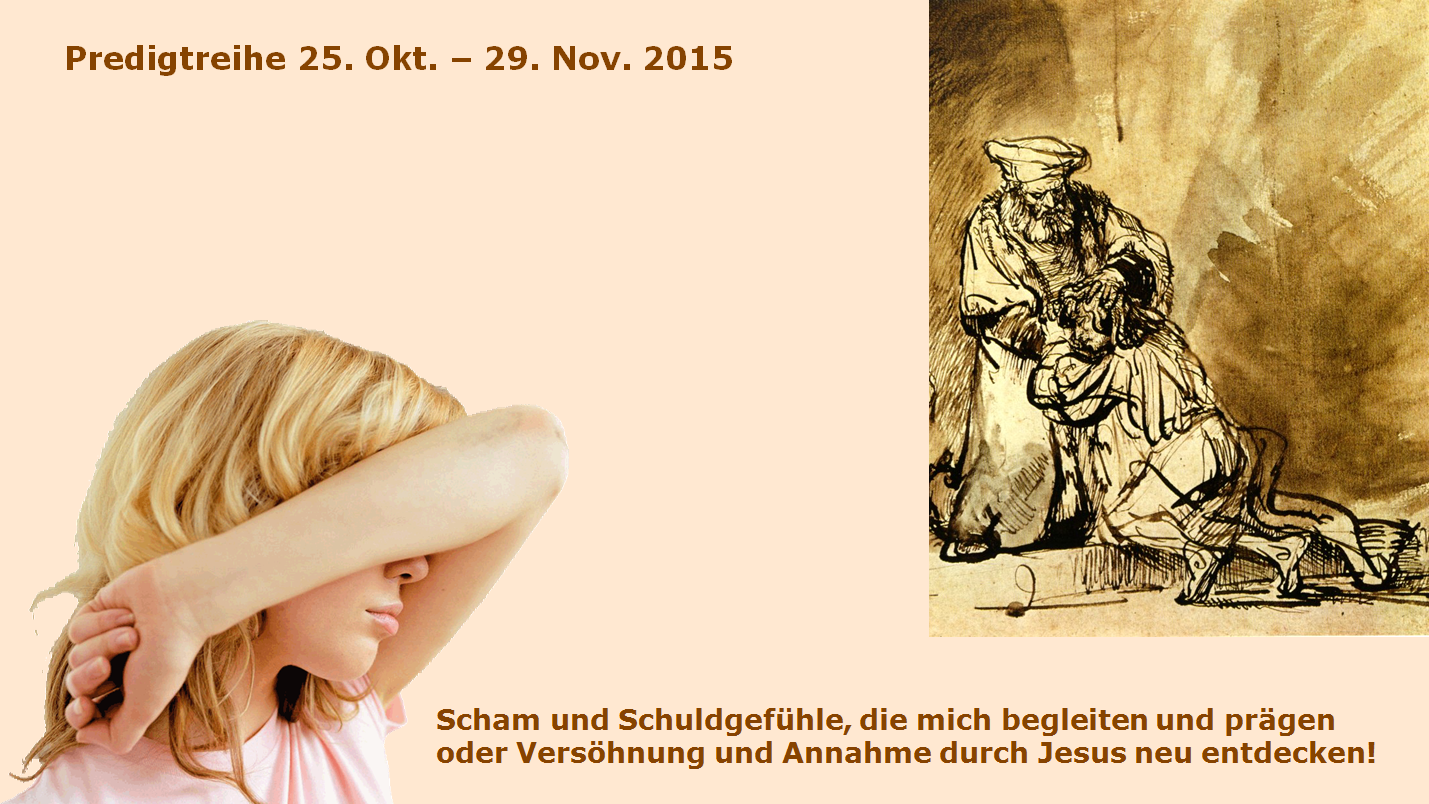 Predigtreihe 25. Okt. – 29. Nov. 2015
Scham und Schuldgefühle, die mich begleiten und prägen
oder Versöhnung und Annahme durch Jesus neu entdecken!